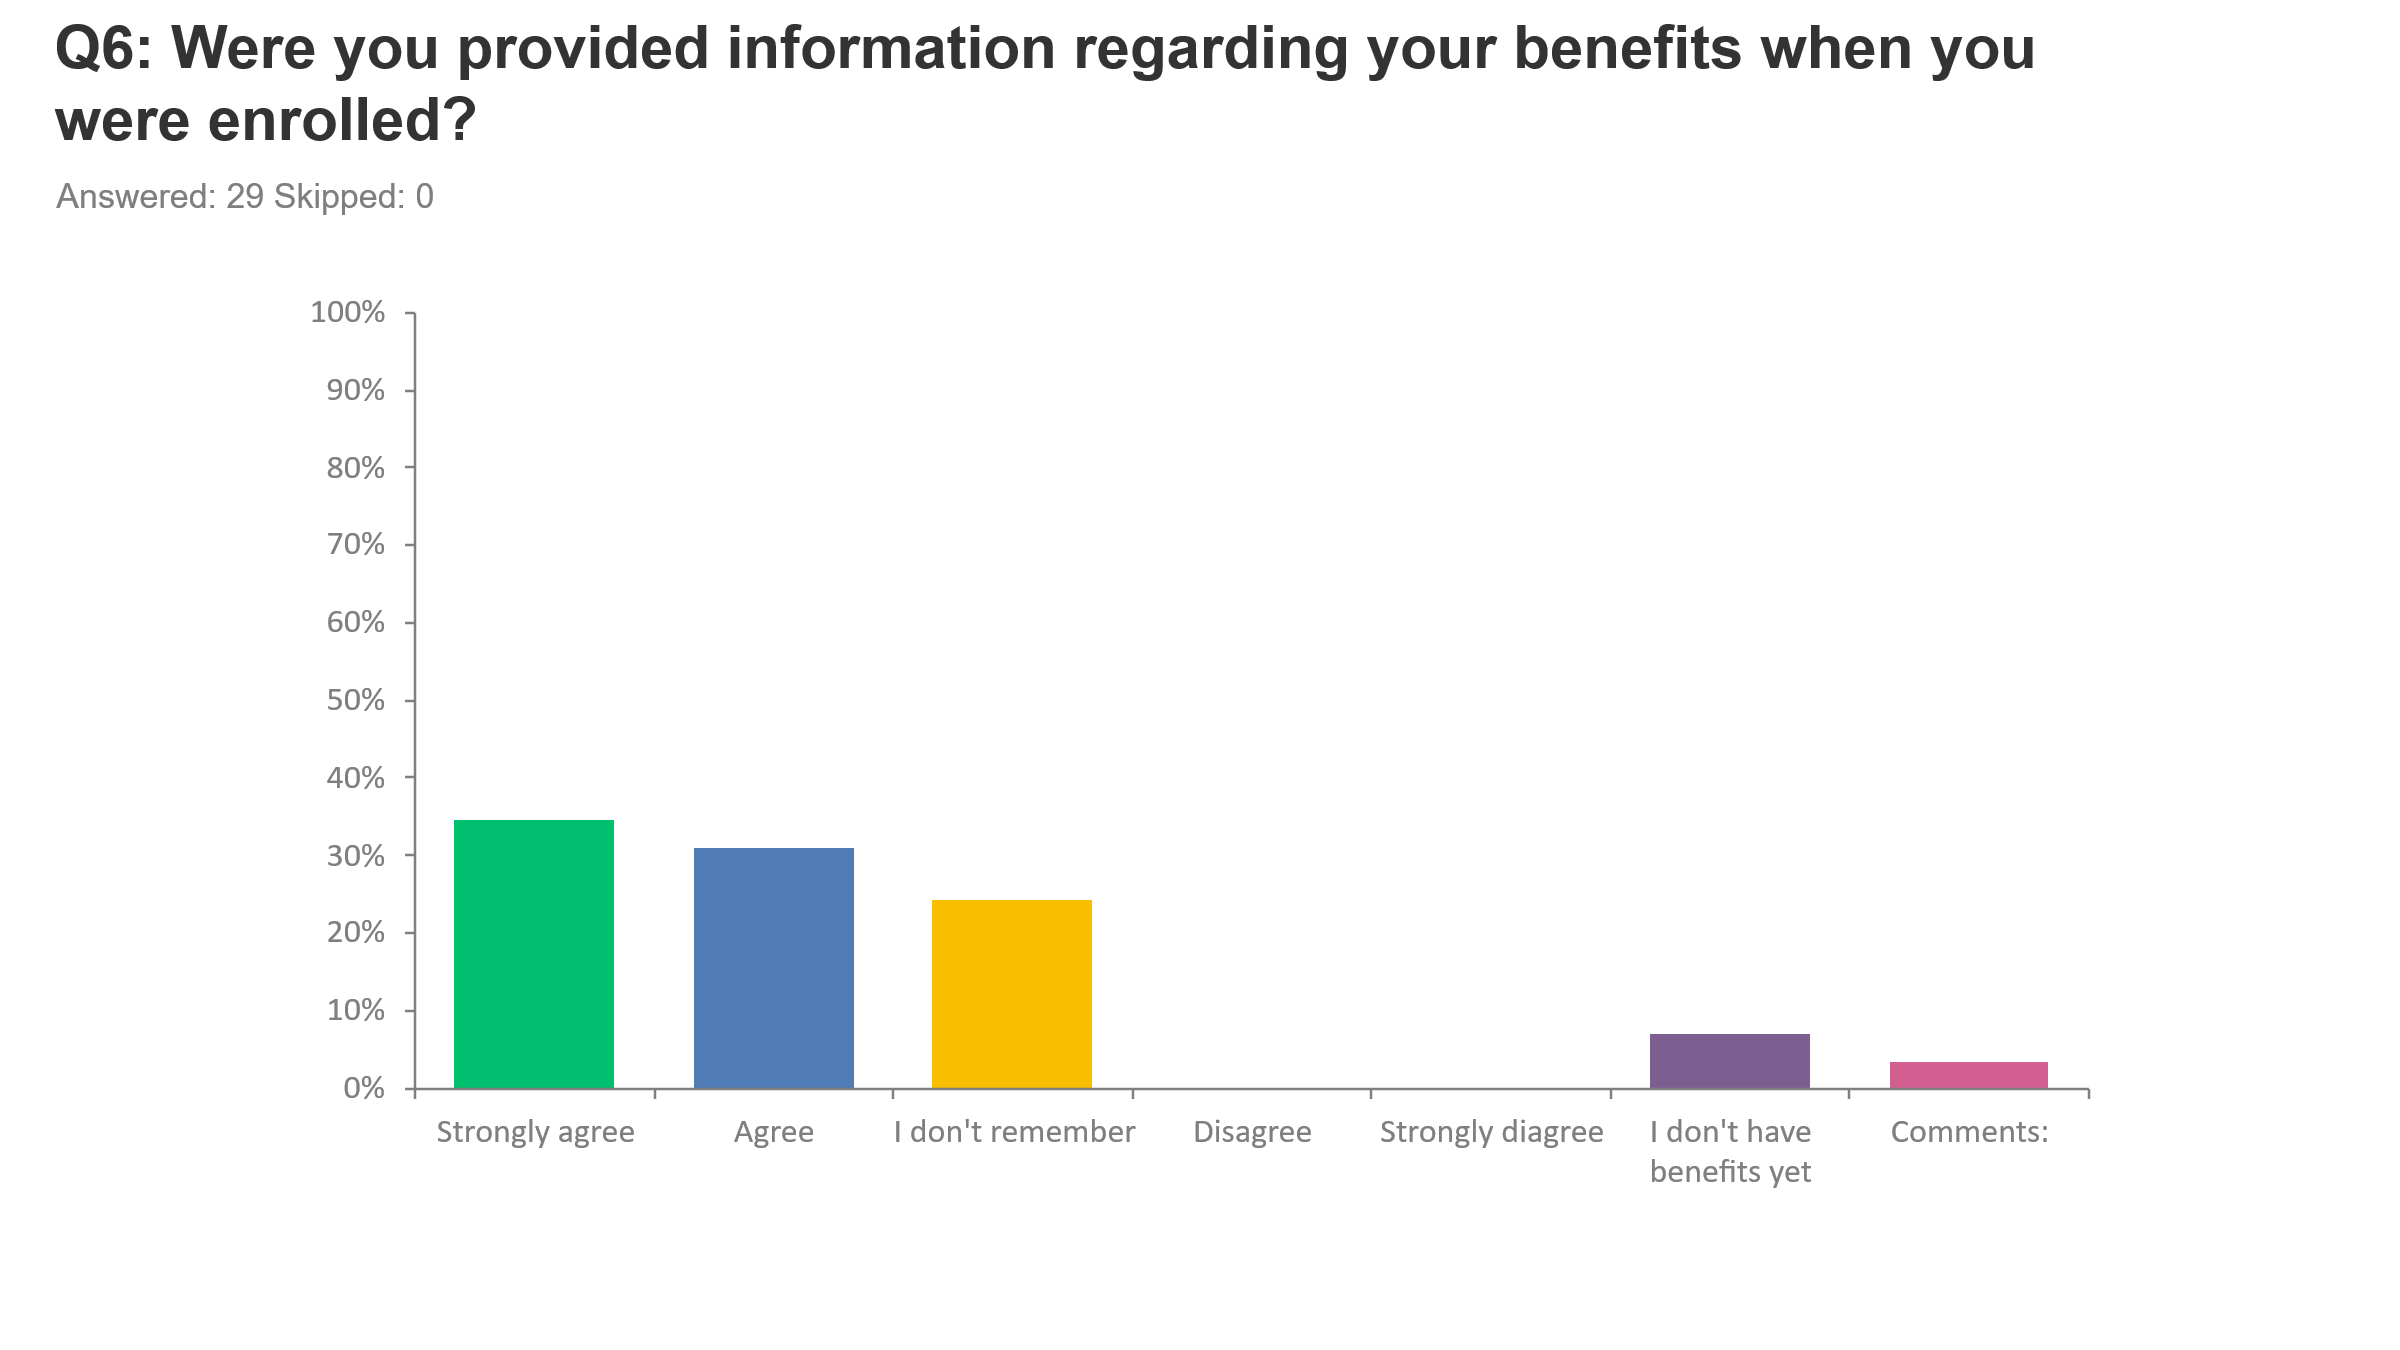 Q6: Were you provided information regarding your benefits when you
were enrolled?
Answered: 29 Skipped: 0
100%
90%
80%
70%
60%
50%
40%
30%
20%
10%
0%
Strongly agree
Agree
I don't remember
Disagree
Strongly diagree
I don't have
benefits yet
Comments: